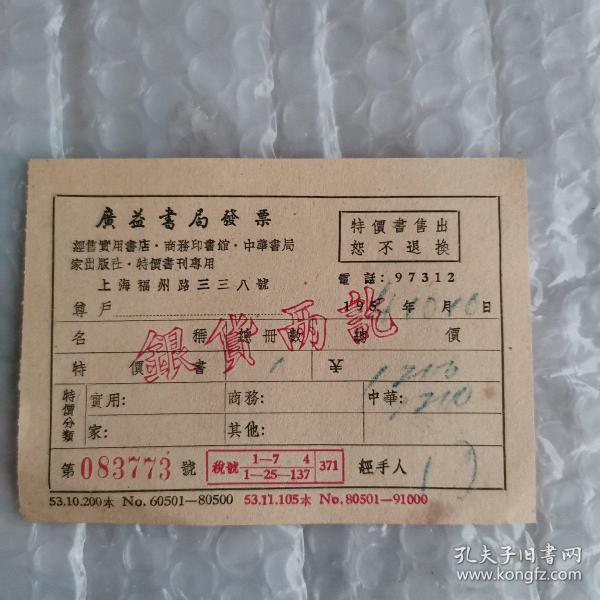 廣益書局發票
特價書售出
恕不退換
經售實用書店·商務印書館·中華書局
家出版社·特價書刊專用
上海福州路三三八號
電話:97312
尊戶
195 年 月 日
銀貨兩訖
名 稱 總冊數 總 價
特 價 書 1 ¥
特價分類
實用: 商務: 中華:
家: 其他:
第083773號
稅號 1—7 4 371
1—25—137
經手人
53.10.200本 No. 60501—80500 53.11.105本 No. 80501—91000
孔夫子旧書网
www.kongfz.com